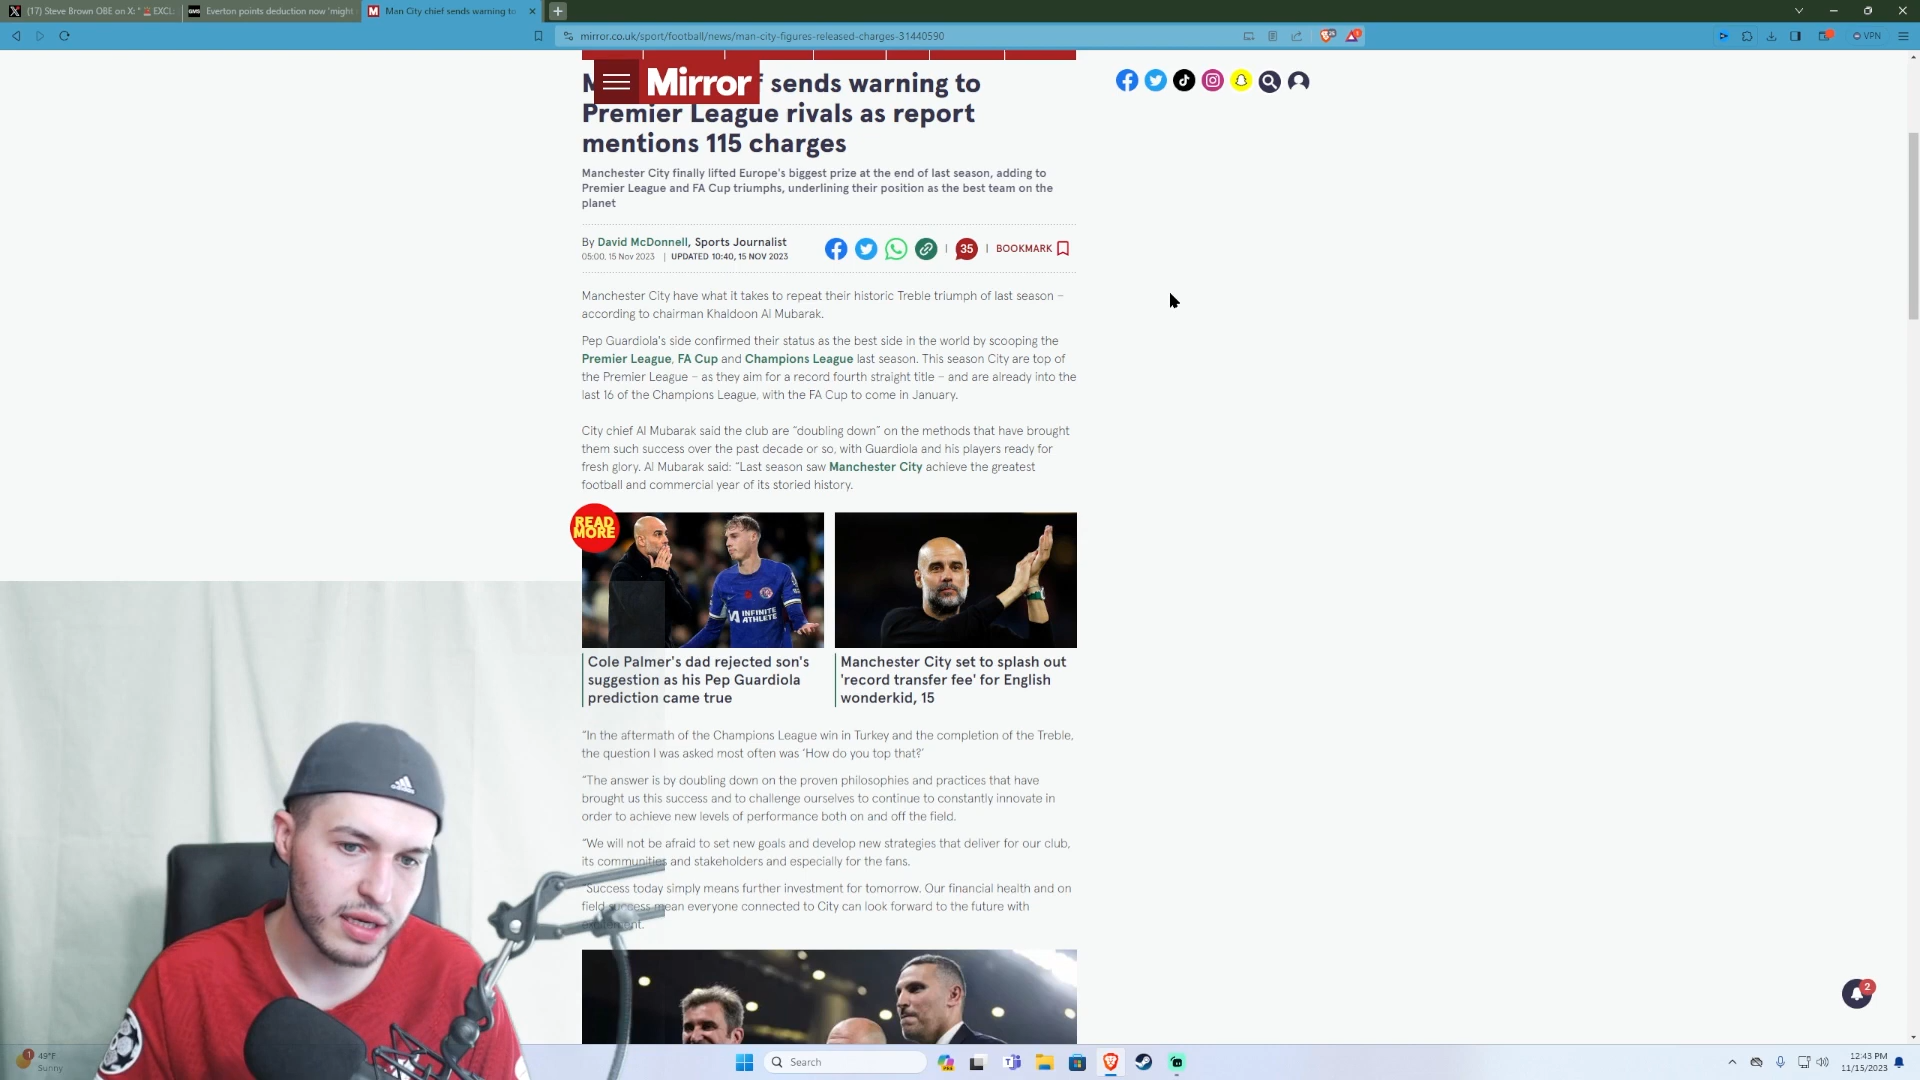 (17) Steve Brown OBE on X: " EXCL:
Everton points deduction now 'might
Man City chief sends warning to
mirror.co.uk/sport/football/news/man-city-figures-released-charges-31440590
VPN
Mirror
sends warning to
Premier League rivals as report
mentions 115 charges
Manchester City finally lifted Europe's biggest prize at the end of last season, adding to
Premier League and FA Cup triumphs, underlining their position as the best team on the
planet
By David McDonnell, Sports Journalist
05:00, 15 Nov 2023 | UPDATED 10:40, 15 NOV 2023
35
BOOKMARK
Manchester City have what it takes to repeat their historic Treble triumph of last season –
according to chairman Khaldoon Al Mubarak.
Pep Guardiola's side confirmed their status as the best side in the world by scooping the
Premier League, FA Cup and Champions League last season. This season City are top of
the Premier League – as they aim for a record fourth straight title – and are already into the
last 16 of the Champions League, with the FA Cup to come in January.
City chief Al Mubarak said the club are “doubling down” on the methods that have brought
them such success over the past decade or so, with Guardiola and his players ready for
fresh glory. Al Mubarak said: “Last season saw Manchester City achieve the greatest
football and commercial year of its storied history.
READ
MORE
INFINITE
ATHLETE
Cole Palmer's dad rejected son's
suggestion as his Pep Guardiola
prediction came true
Manchester City set to splash out
'record transfer fee' for English
wonderkid, 15
“In the aftermath of the Champions League win in Turkey and the completion of the Treble,
the question I was asked most often was ‘How do you top that?’
“The answer is by doubling down on the proven philosophies and practices that have
brought us this success and to challenge ourselves to continue to constantly innovate in
order to achieve new levels of performance both on and off the field.
“We will not be afraid to set new goals and develop new strategies that deliver for our club,
its communities and stakeholders and especially for the fans.
“Success today simply means further investment for tomorrow. Our financial health and on
field success mean everyone connected to City can look forward to the future with
2
1
49°F
Sunny
Search
12:43 PM
11/15/2023